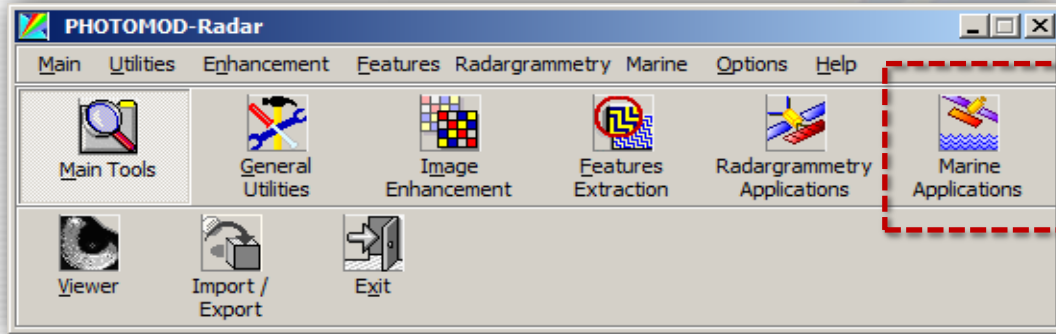 PHOTOMOD-Radar
Main Utilities Enhancement Features Radargrammetry Marine Options Help
Main Tools
General
Utilities
Image
Enhancement
Features
Extraction
Radargrammetry
Applications
Marine
Applications
Viewer
Import /
Export
Exit